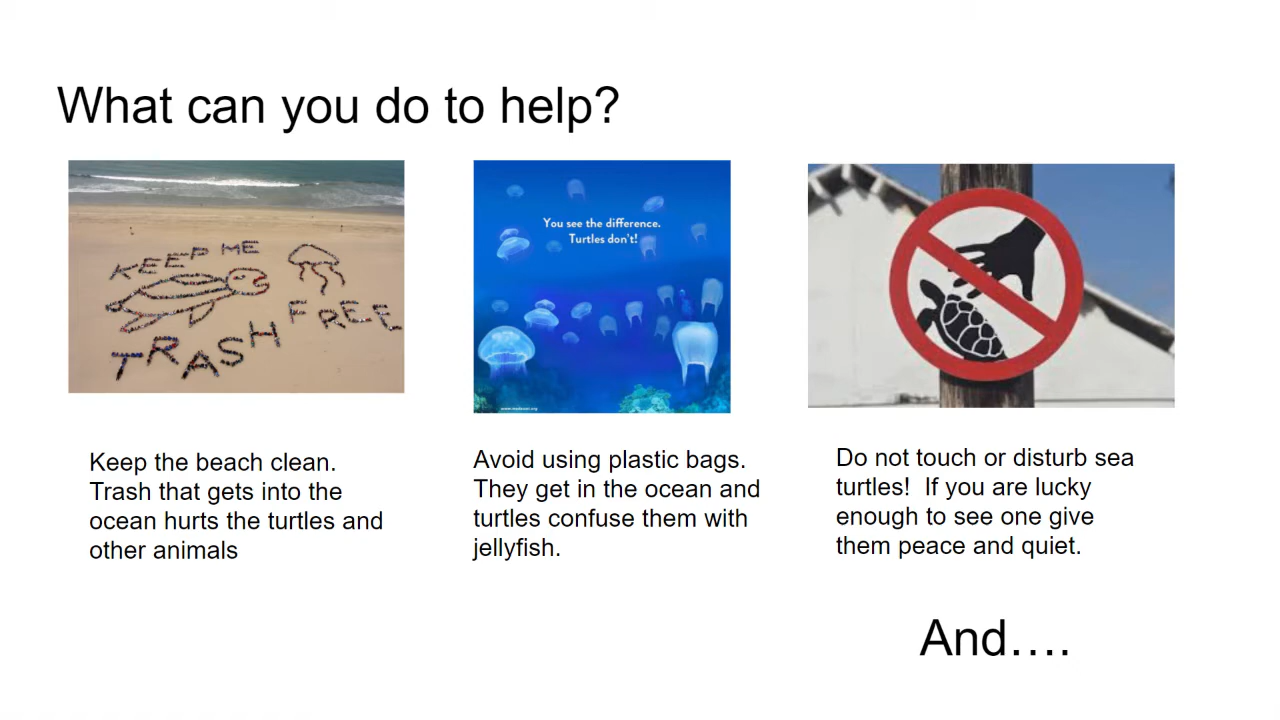 What can you do to help?
KEEP ME
FREE
TRASH
You see the difference.
Turtles don't!
Keep the beach clean.
Trash that gets into the
ocean hurts the turtles and
other animals
Avoid using plastic bags.
They get in the ocean and
turtles confuse them with
jellyfish.
Do not touch or disturb sea
turtles!  If you are lucky
enough to see one give
them peace and quiet.
And....